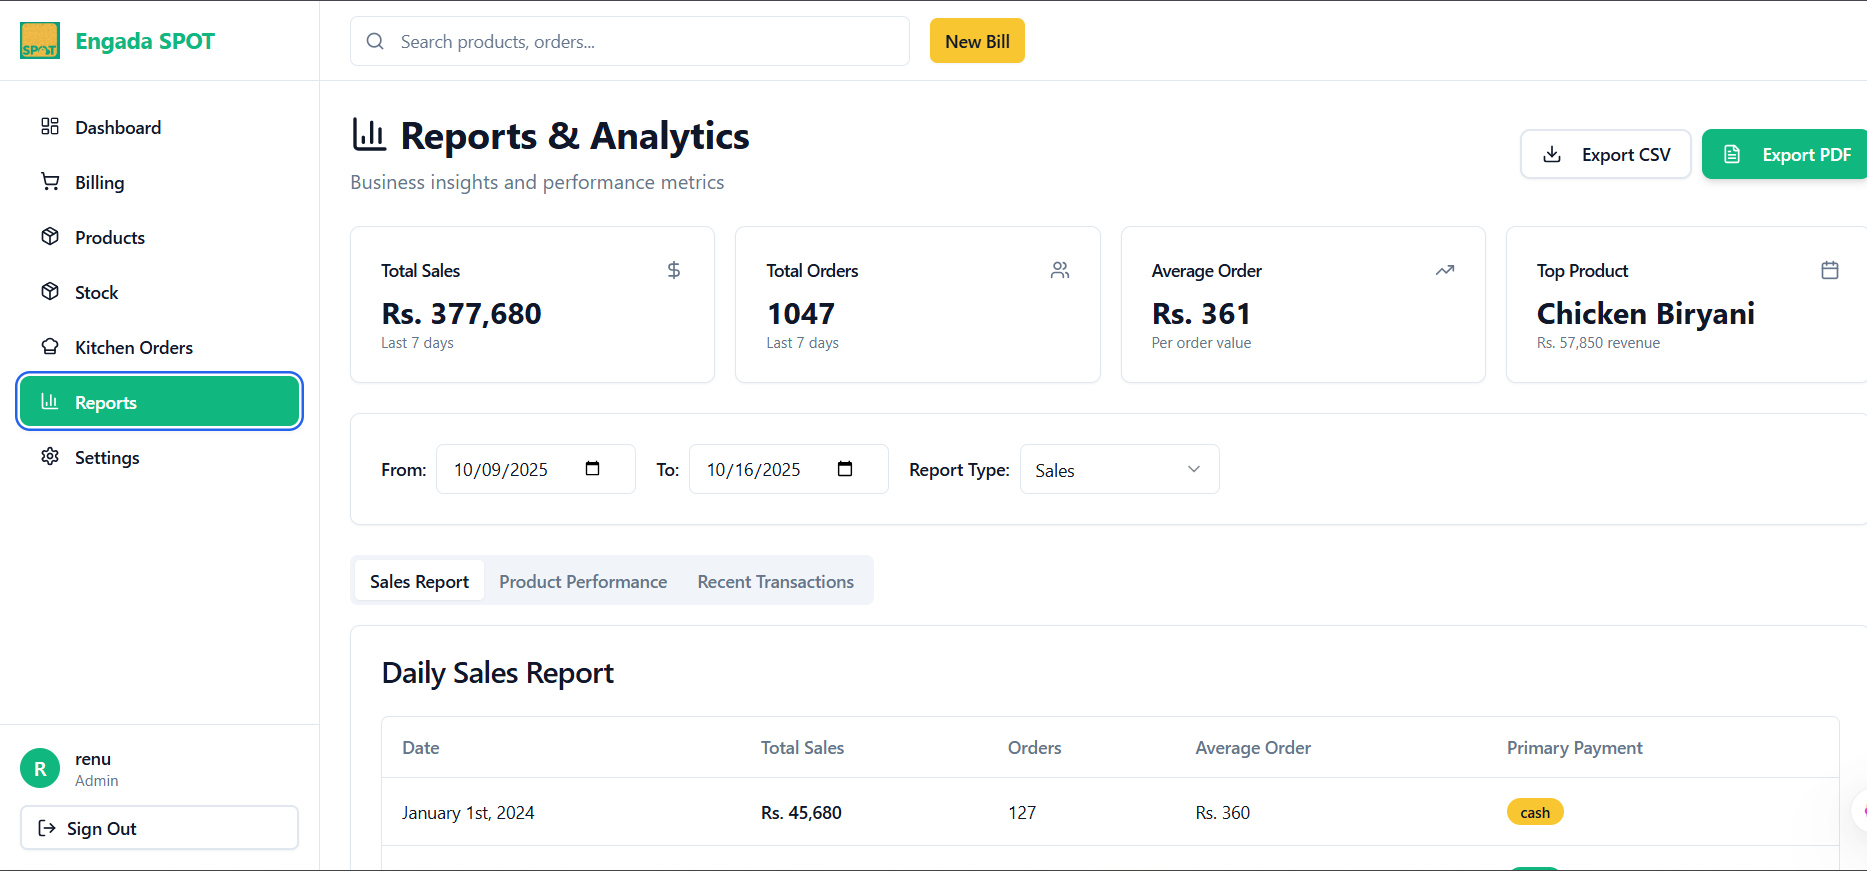 SPOT
Engada SPOT
Search products, orders...
New Bill
Dashboard
Billing
Products
Stock
Kitchen Orders
Reports
Settings
renu
R
Admin
Sign Out
Reports & Analytics
Business insights and performance metrics
Export CSV
Export PDF
Total Sales
Rs. 377,680
Last 7 days
Total Orders
1047
Last 7 days
Average Order
Rs. 361
Per order value
Top Product
Chicken Biryani
Rs. 57,850 revenue
From: 10/09/2025 To: 10/16/2025 Report Type: Sales
Sales Report Product Performance Recent Transactions
Daily Sales Report
Date Total Sales Orders Average Order Primary Payment
January 1st, 2024 Rs. 45,680 127 Rs. 360 cash